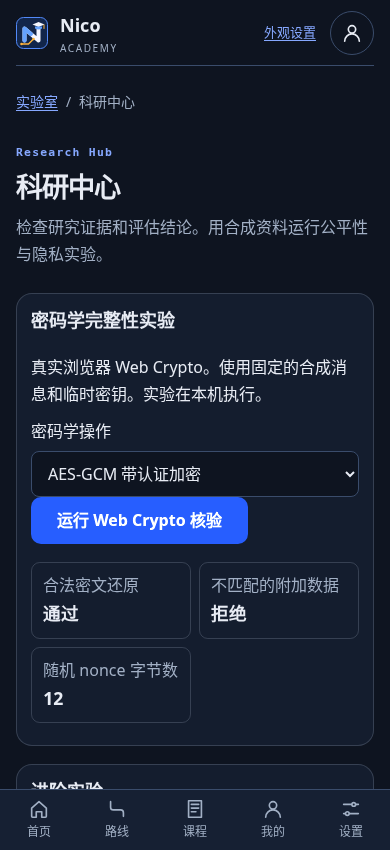 Nico
ACADEMY
外观设置
实验室 / 科研中心
Research Hub
科研中心
检查研究证据和评估结论。用合成资料运行公平性
与隐私实验。
密码学完整性实验
真实浏览器 Web Crypto。使用固定的合成消
息和临时密钥。实验在本机执行。
密码学操作
AES-GCM 带认证加密
运行 Web Crypto 核验
合法密文还原
通过
不匹配的附加数据
拒绝
随机 nonce 字节数
12
进阶实验
首页
路线
课程
我的
设置